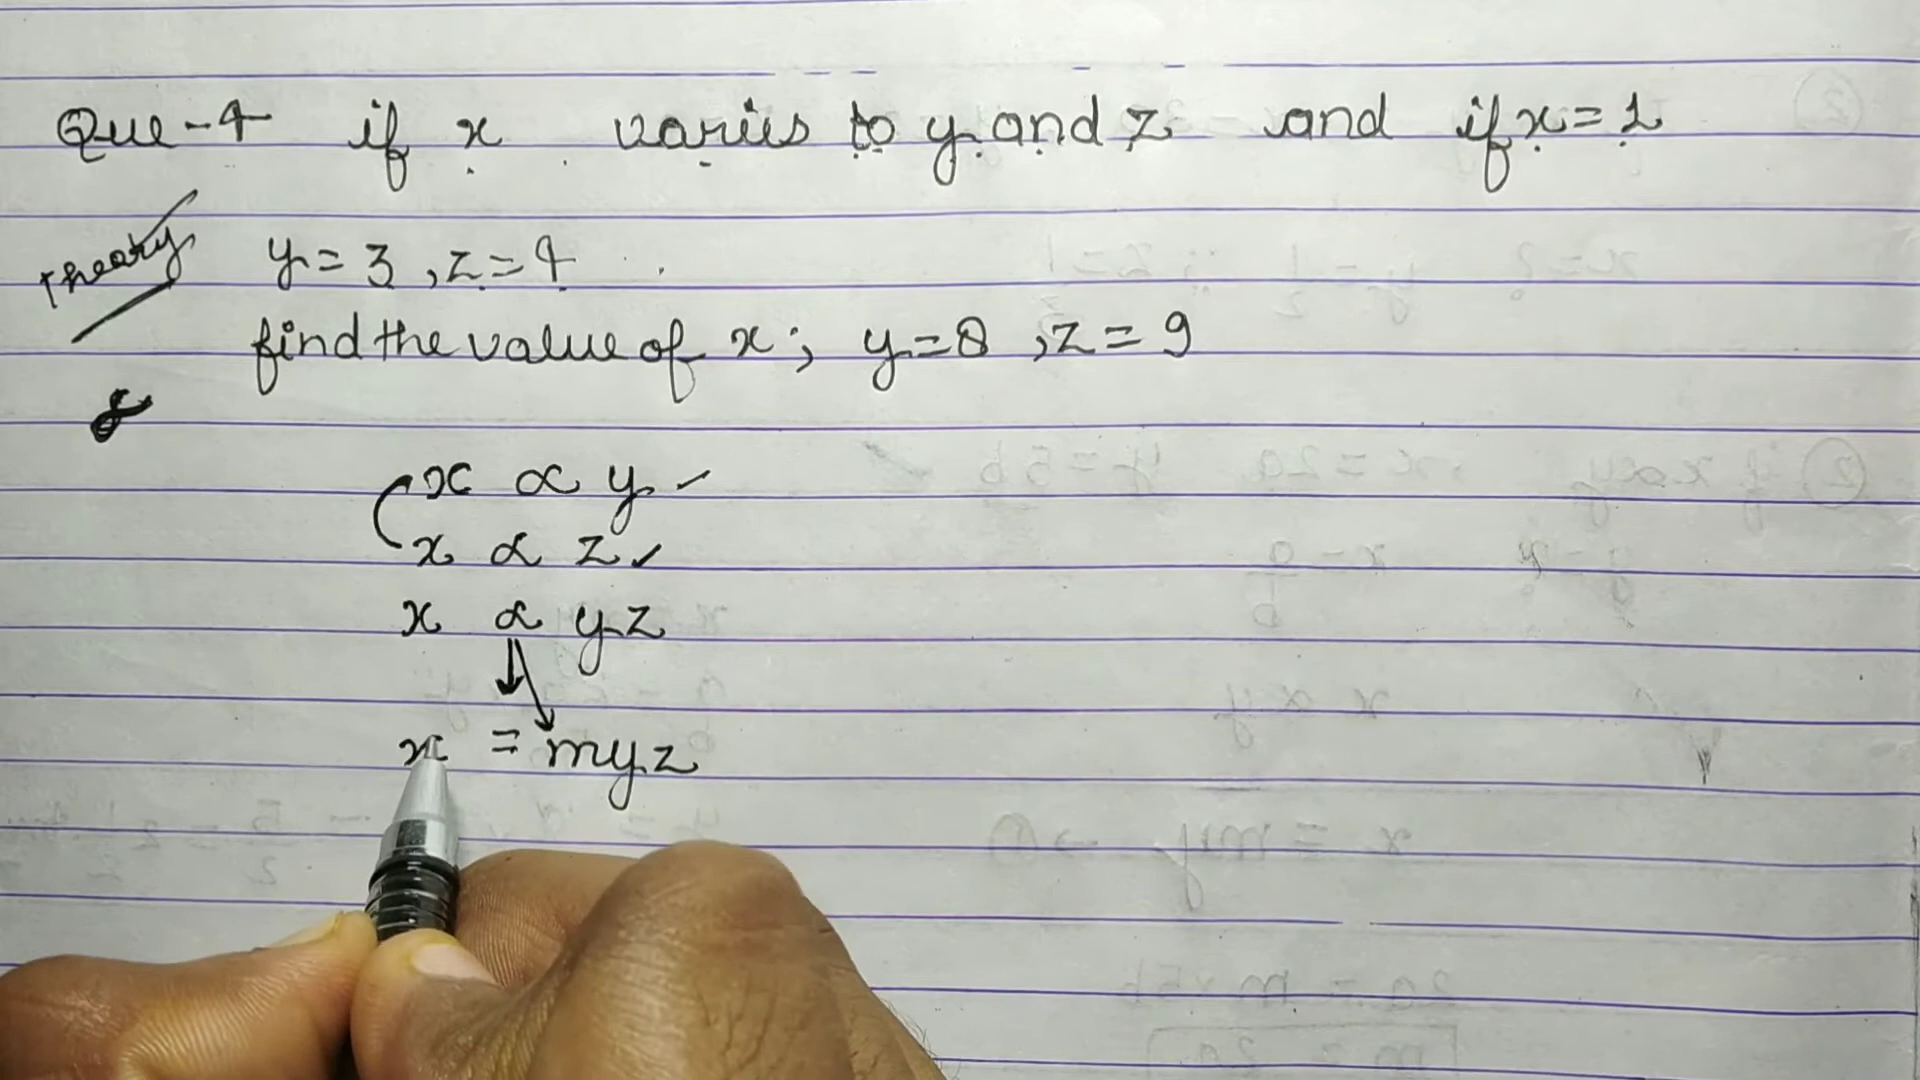 Que-4 if x varies to y and z and if x=1
theory y=3, z=4
find the value of x; y=8, z=9
x ∝ y
x ∝ z
x ∝ yz
x = myz